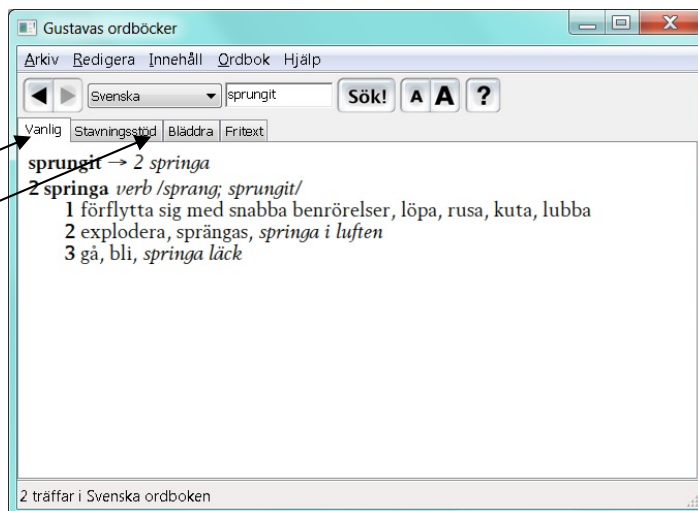 Gustavas ordböcker
Arkiv Redigera Innehåll Ordbok Hjälp
Svenska sprungit Sök! A A ?
Vanlig Stavningsstöd Bläddra Fritext
sprungit → 2 springa
2 springa verb /sprang; sprungit/
1 förflytta sig med snabba benrörelser, löpa, rusa, kuta, lubba
2 explodera, sprängas, springa i luften
3 gå, bli, springa läck
2 träffar i Svenska ordboken